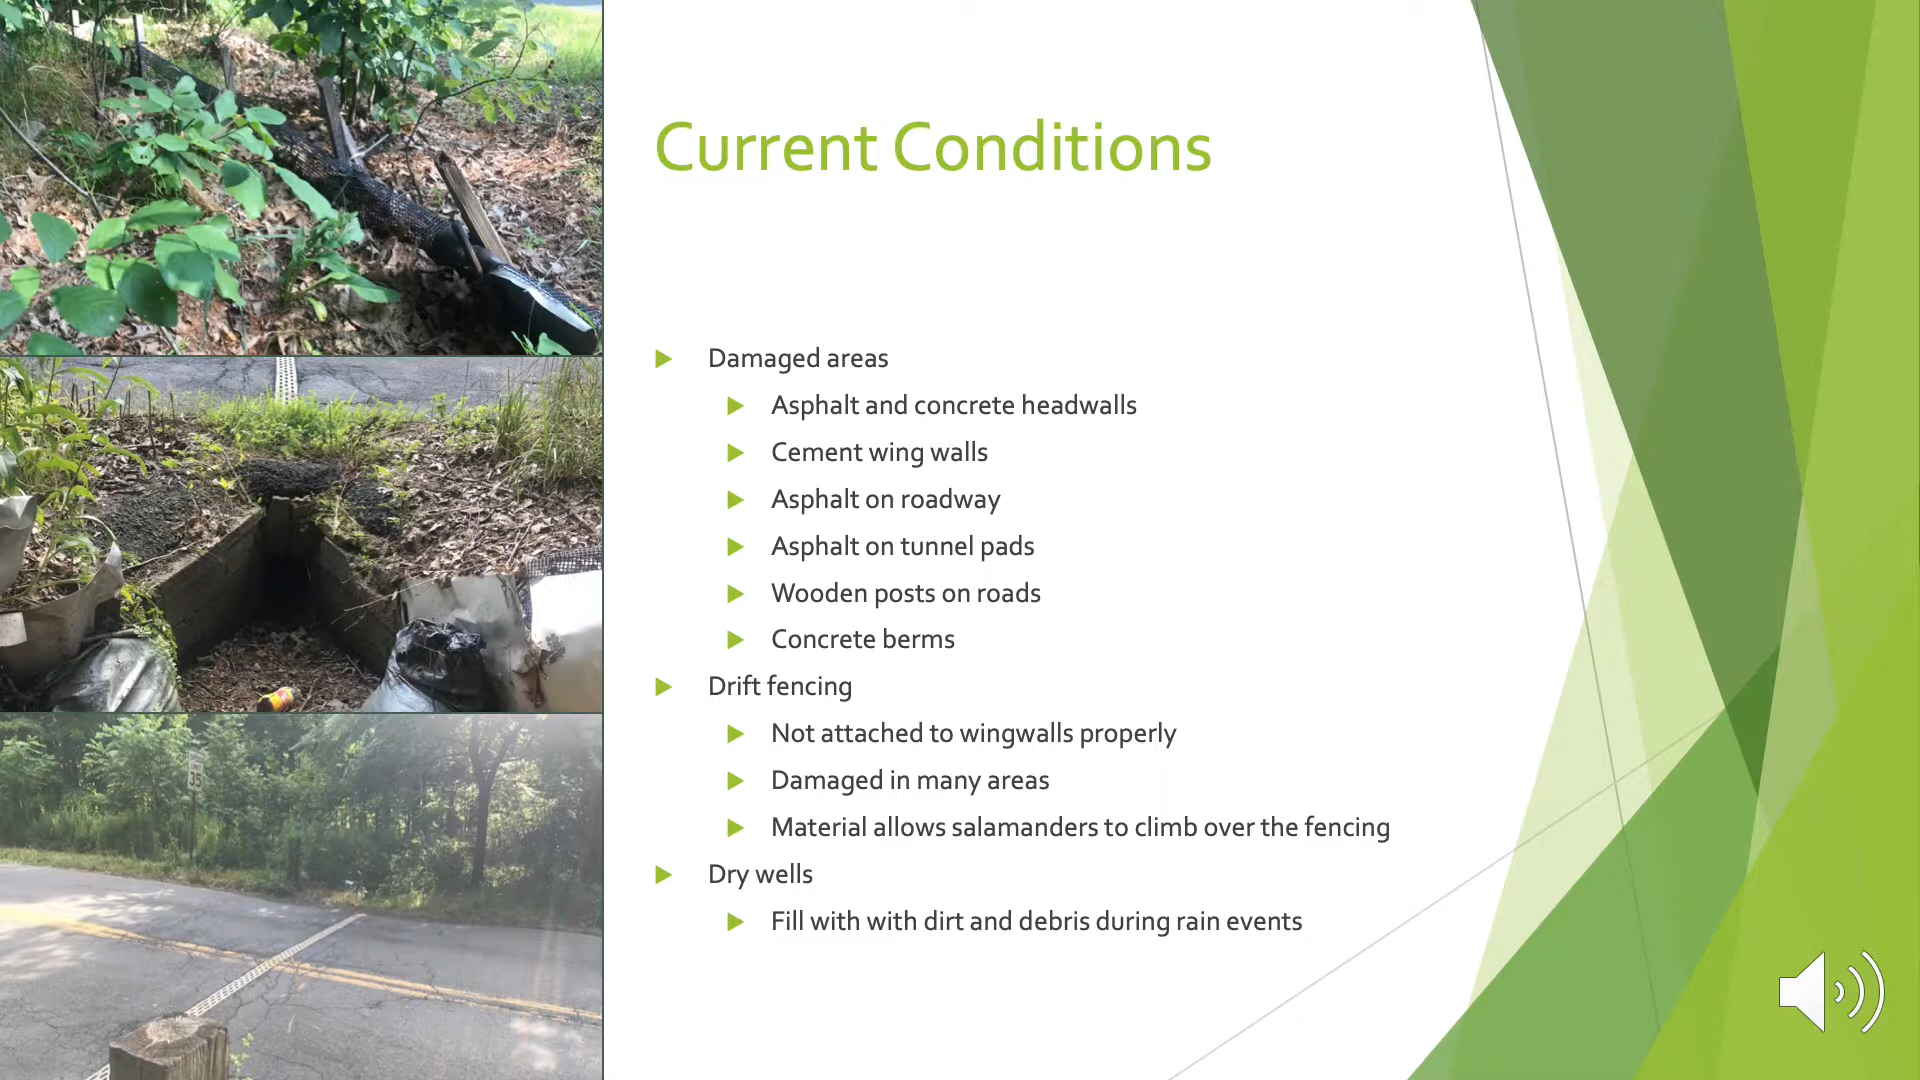 Current Conditions
Damaged areas
Asphalt and concrete headwalls
Cement wing walls
Asphalt on roadway
Asphalt on tunnel pads
Wooden posts on roads
Concrete berms
Drift fencing
Not attached to wingwalls properly
Damaged in many areas
Material allows salamanders to climb over the fencing
Dry wells
Fill with with dirt and debris during rain events
35